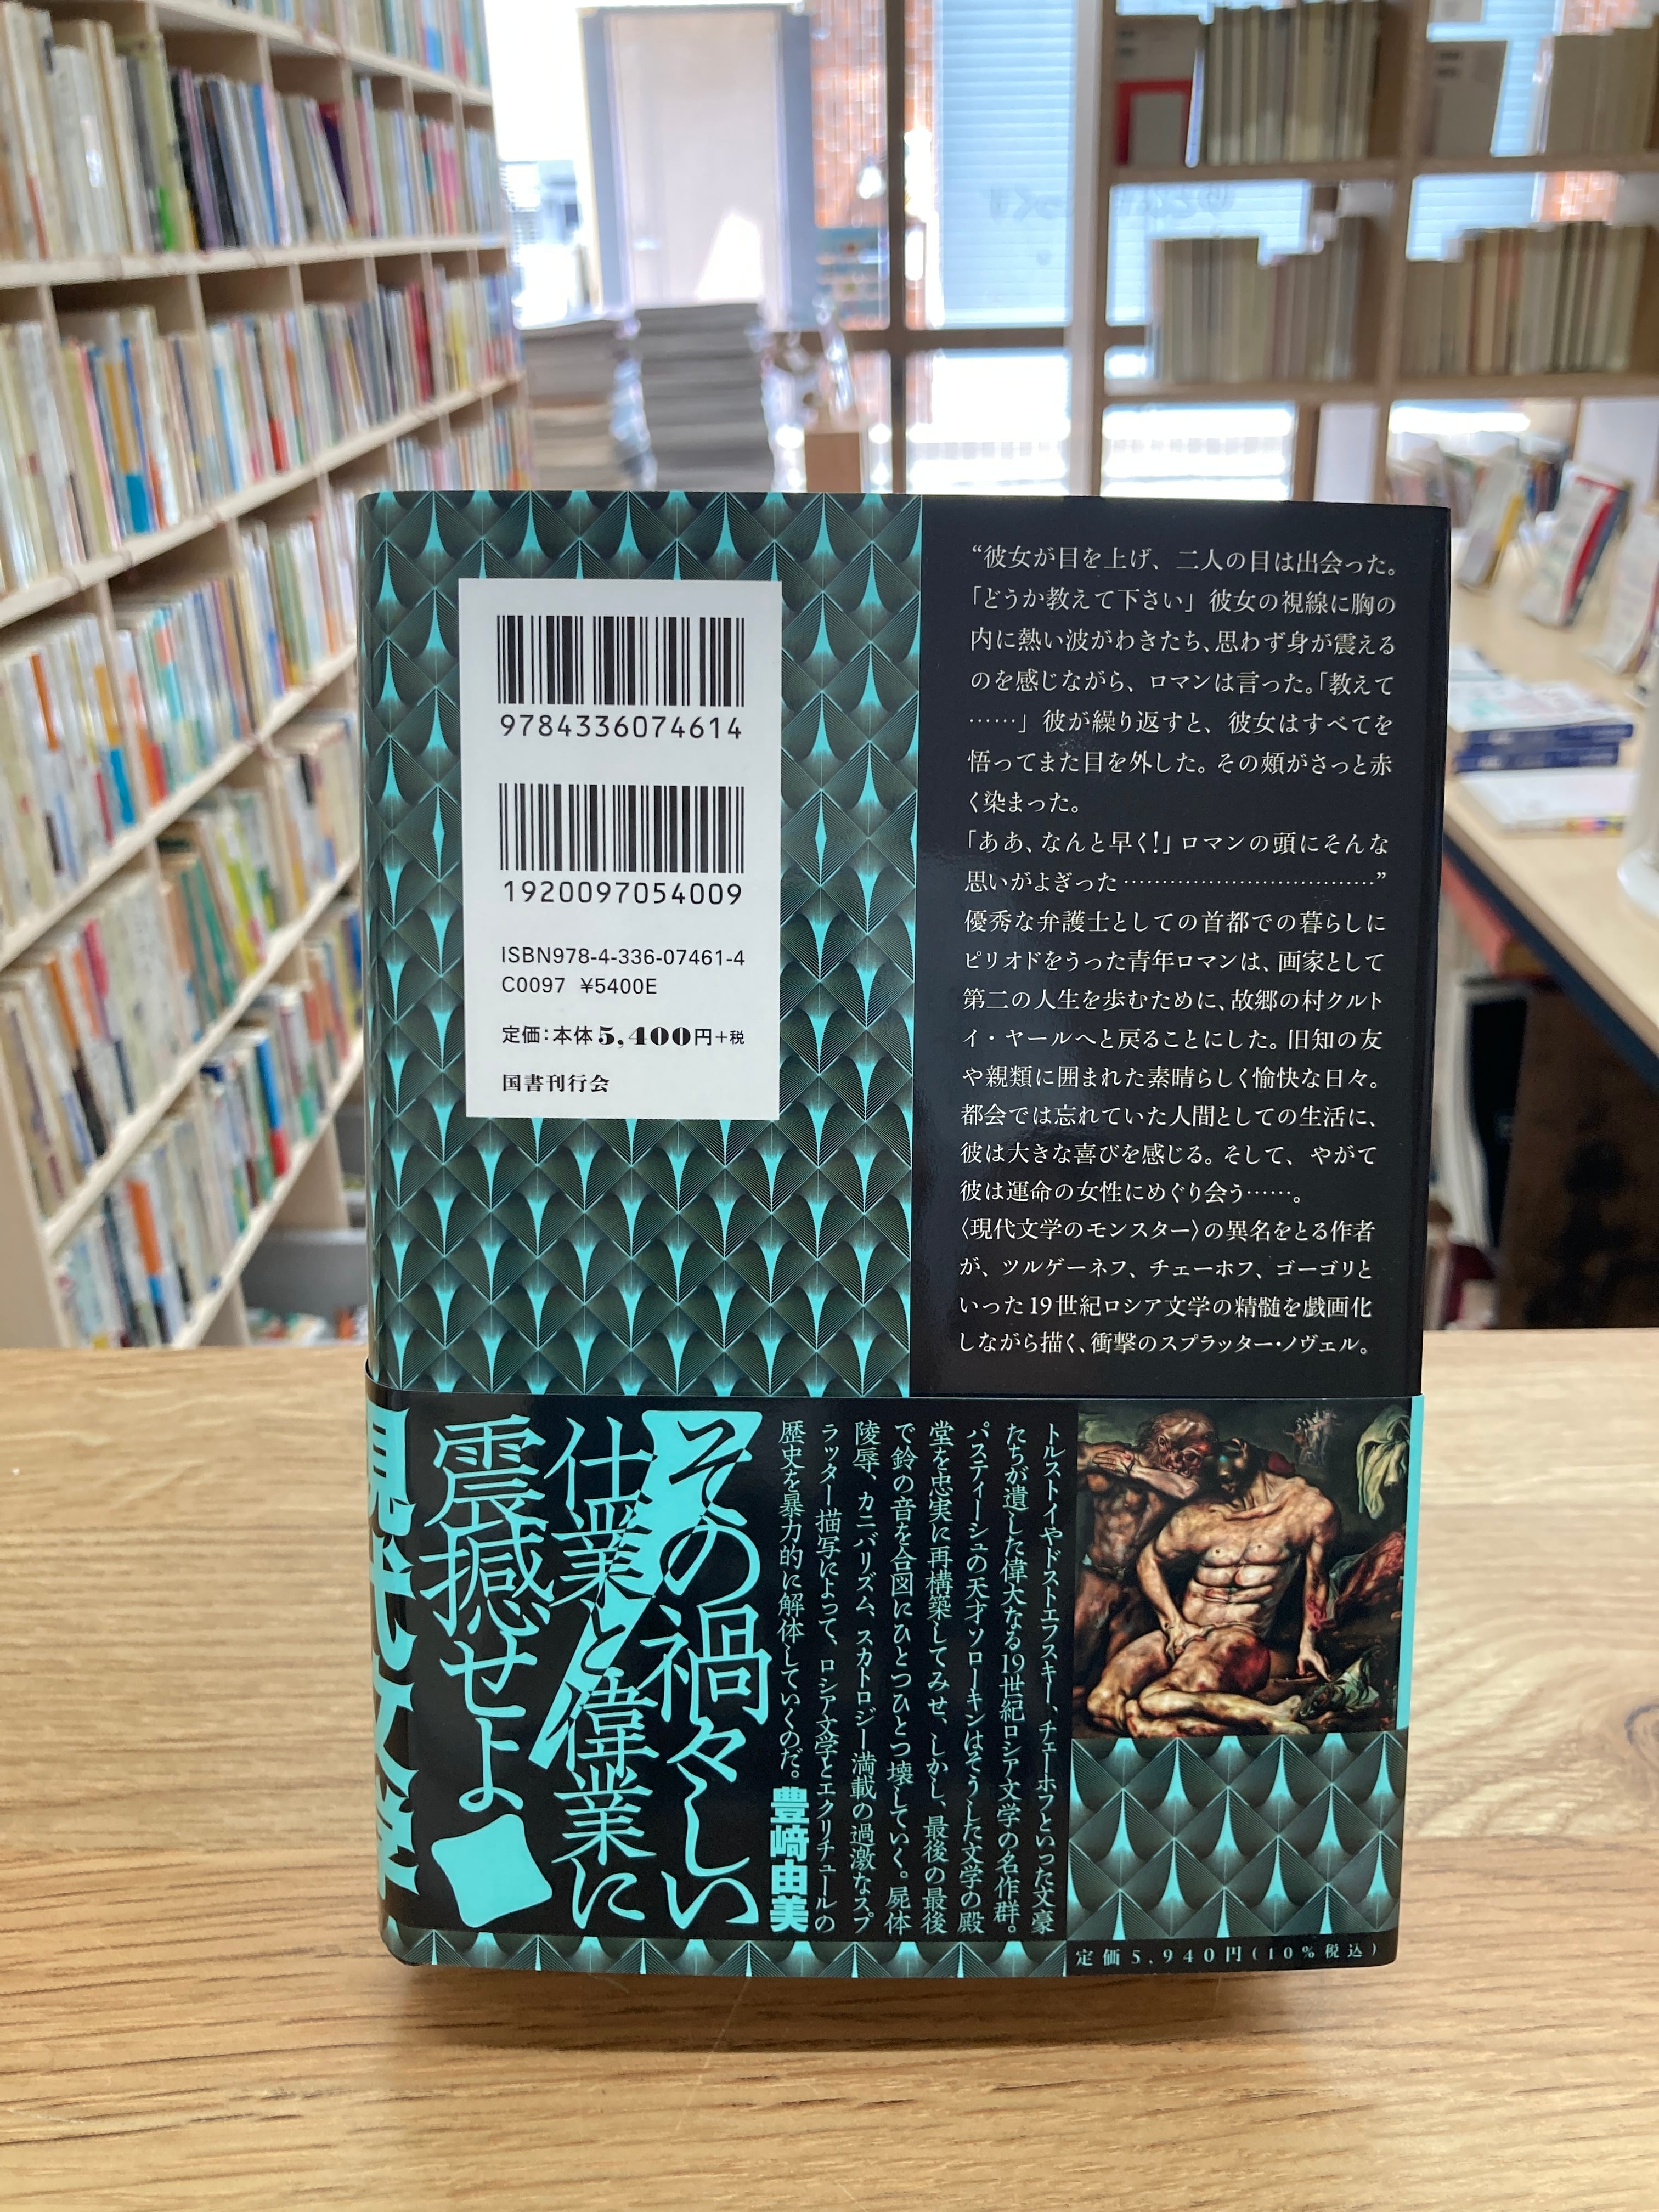 9784336074614
1920097054009
ISBN978-4-336-07461-4
C0097 ¥5400E
定価：本体5,400円＋税
国書刊行会
“彼女が目を上げ、二人の目は出会った。
「どうか教えて下さい」彼女の視線に胸の
内に熱い波がわきたち、思わず身が震える
のを感じながら、ロマンは言った。「教えて
……」彼が繰り返すと、彼女はすべてを
悟ってまた目を外した。その頰がさっと赤
く染まった。
「ああ、なんと早く！」ロマンの頭にそんな
思いがよぎった……………………………”
優秀な弁護士としての首都での暮らしに
ピリオドをうった青年ロマンは、画家として
第二の人生を歩むために、故郷の村クルト
イ・ヤールへと戻ることにした。旧知の友
や親類に囲まれた素晴らしく愉快な日々。
都会では忘れていた人間としての生活に、
彼は大きな喜びを感じる。そして、やがて
彼は運命の女性にめぐり会う……。
〈現代文学のモンスター〉の異名をとる作者
が、ツルゲーネフ、チェーホフ、ゴーゴリと
いった19世紀ロシア文学の精髄を戯画化
しながら描く、衝撃のスプラッター・ノヴェル。
トルストイやドストエフスキー、チェーホフといった文豪
たちが遺した偉大なる19世紀ロシア文学の名作群。
パスティーシュの天才ソローキンはそうした文学の殿
堂を忠実に再構築してみせ、しかし、最後の最後
で鈴の音を合図にひとつひとつ壊していく。屍体
陵辱、カニバリズム、スカトロジー満載の過激なスプ
ラッター描写によって、ロシア文学とエクリチュールの
歴史を暴力的に解体していくのだ。豊﨑由美
その禍々しい
仕業と偉業に
震撼せよ
現代文学
定価5,940円(10%税込)